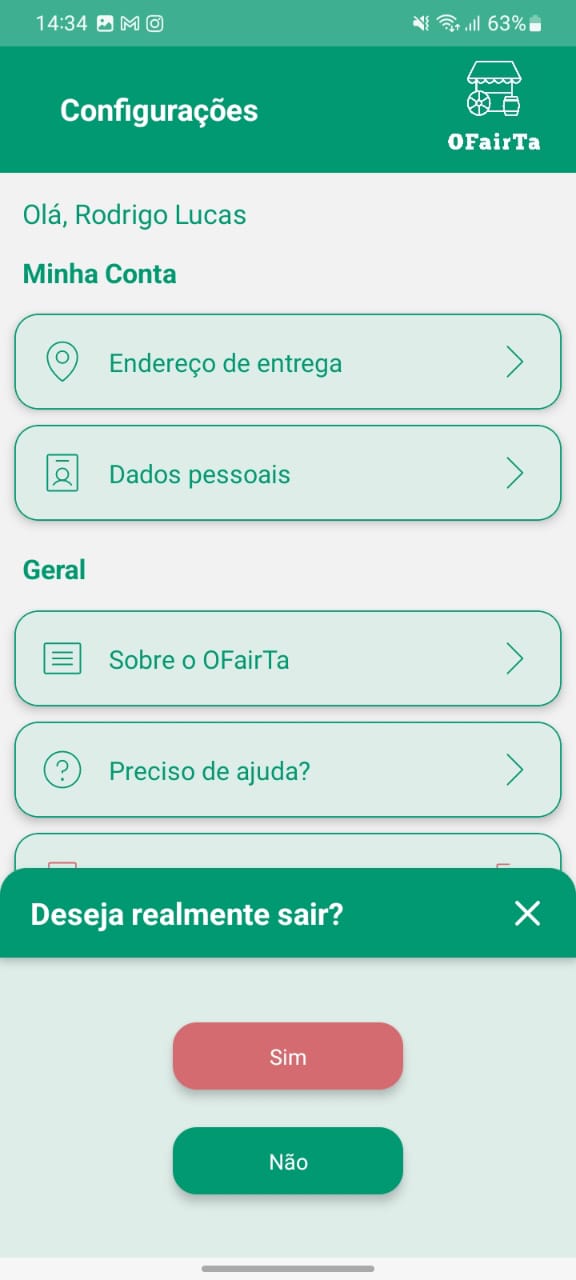 14:34 63%
Configurações
OFairTa
Olá, Rodrigo Lucas
Minha Conta
Endereço de entrega
Dados pessoais
Geral
Sobre o OFairTa
Preciso de ajuda?
Deseja realmente sair?
Sim
Não